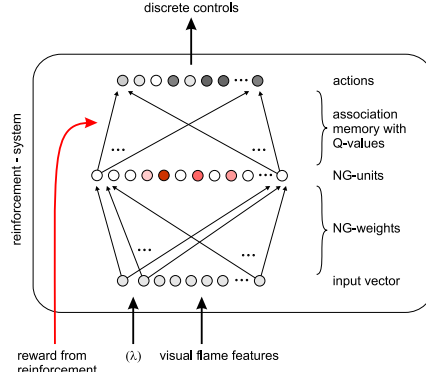 discrete controls
actions
association
memory with
Q-values
reinforcement - system
NG-units
NG-weights
input vector
reward from
reinforcement
(λ)
visual flame features